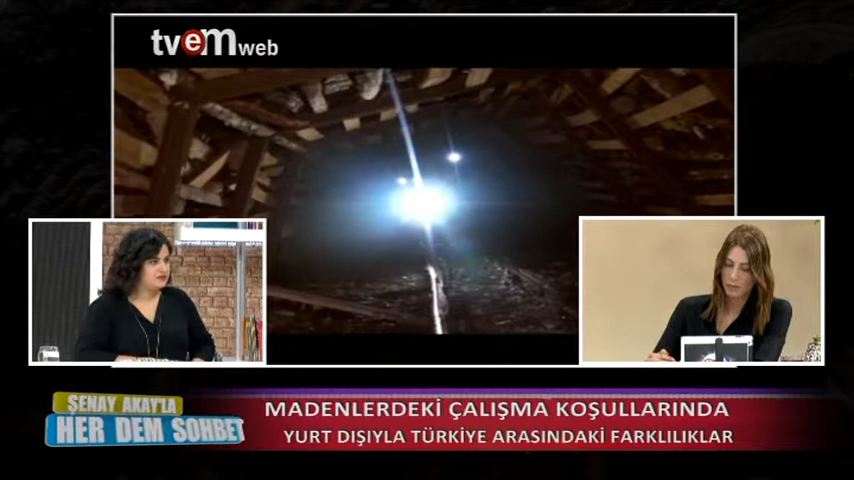 tvem web
MADENLERDEKİ ÇALIŞMA KOŞULLARINDA
YURT DIŞIYLA TÜRKİYE ARASINDAKİ FARKLILIKLAR
ŞENAY AKAY'LA
HER DEM SOHBET